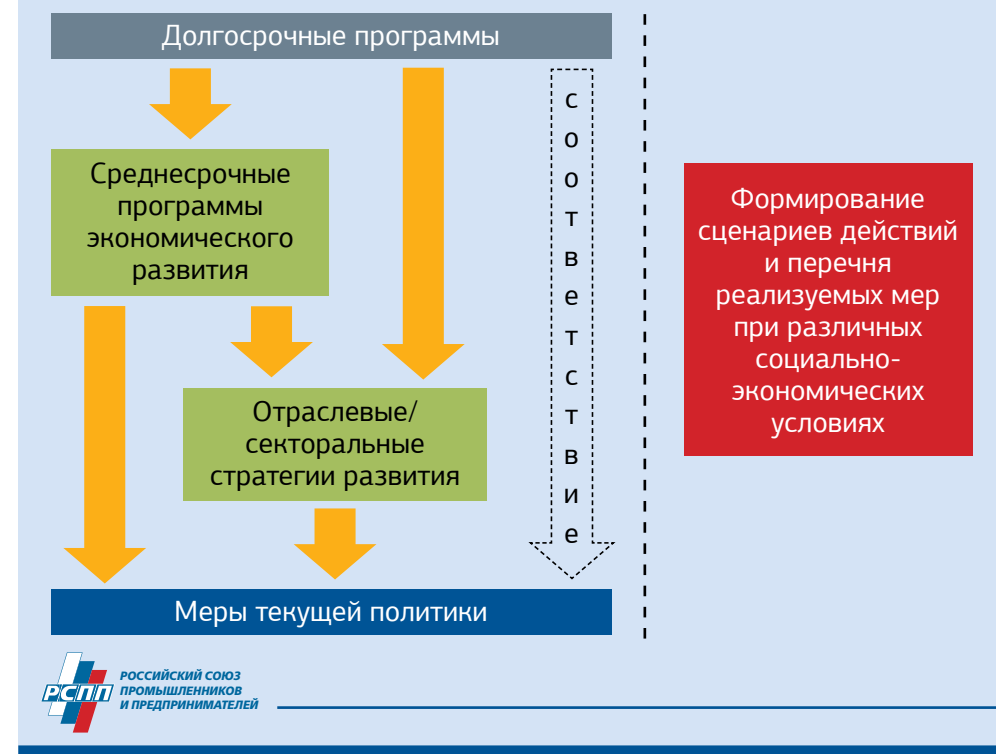 Долгосрочные программы
Среднесрочные
программы
экономического
развития
Отраслевые/
секторальные
стратегии развития
соответствие
Меры текущей политики
Формирование
сценариев действий
и перечня
реализуемых мер
при различных
социально-
экономических
условиях
РСПП
РОССИЙСКИЙ СОЮЗ
ПРОМЫШЛЕННИКОВ
И ПРЕДПРИНИМАТЕЛЕЙ